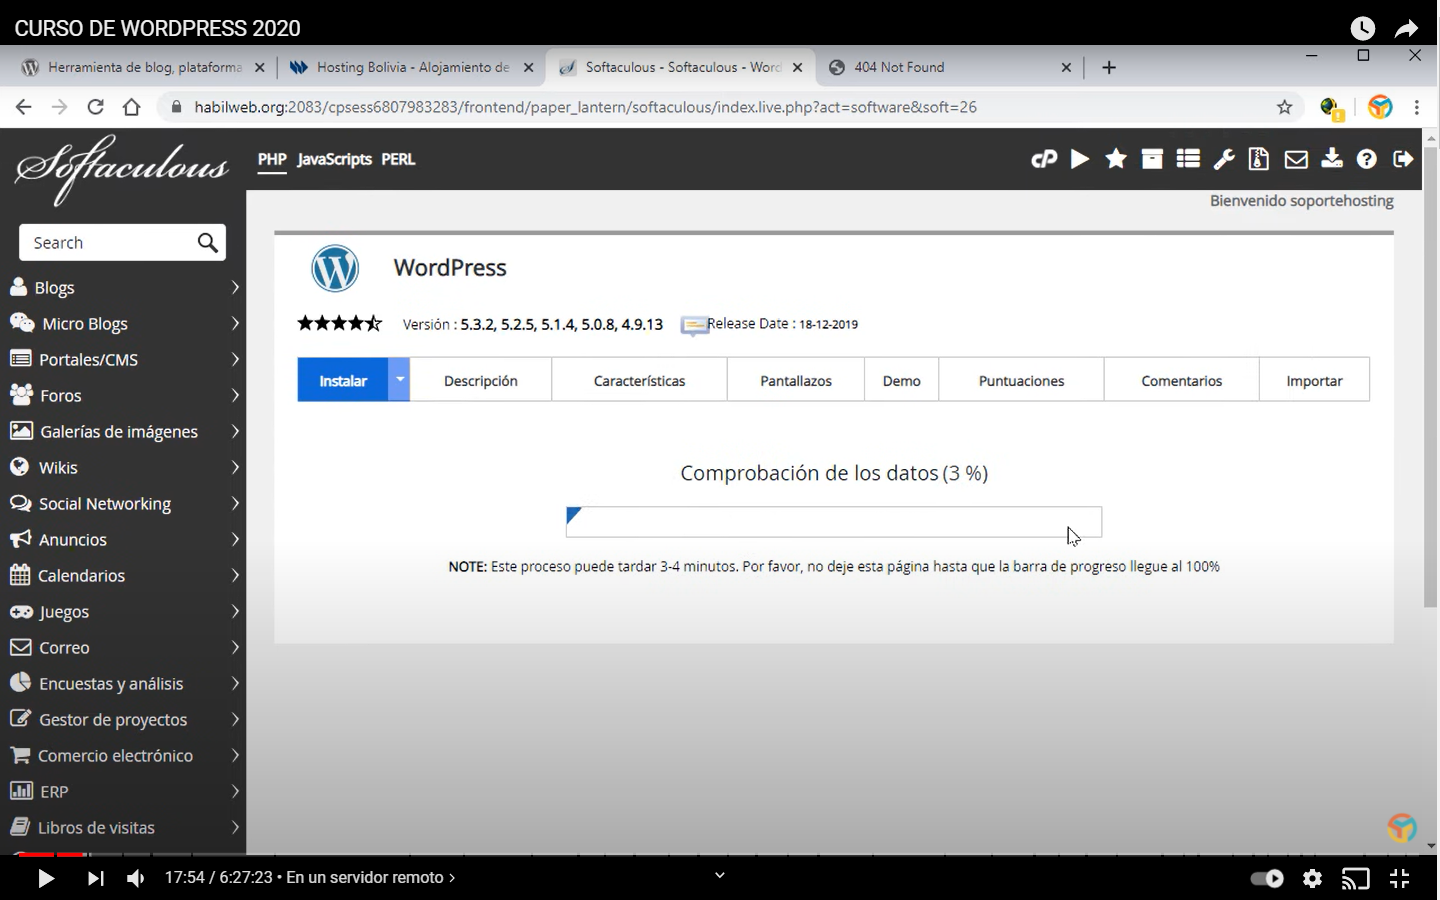 CURSO DE WORDPRESS 2020
Herramienta de blog, plataforma
Hosting Bolivia - Alojamiento de
Softaculous - Softaculous - Word
404 Not Found
habilweb.org:2083/cpsess6807983283/frontend/paper_lantern/softaculous/index.live.php?act=software&soft=26
Softaculous
PHP JavaScripts PERL
cP
Bienvenido soportehosting
Search
WordPress
Versión : 5.3.2, 5.2.5, 5.1.4, 5.0.8, 4.9.13
Release Date : 18-12-2019
Instalar
Descripción
Características
Pantallazos
Demo
Puntuaciones
Comentarios
Importar
Comprobación de los datos (3 %)
NOTE: Este proceso puede tardar 3-4 minutos. Por favor, no deje esta página hasta que la barra de progreso llegue al 100%
Blogs
Micro Blogs
Portales/CMS
Foros
Galerías de imágenes
Wikis
Social Networking
Anuncios
Calendarios
Juegos
Correo
Encuestas y análisis
Gestor de proyectos
Comercio electrónico
ERP
Libros de visitas
17:54 / 6:27:23 • En un servidor remoto